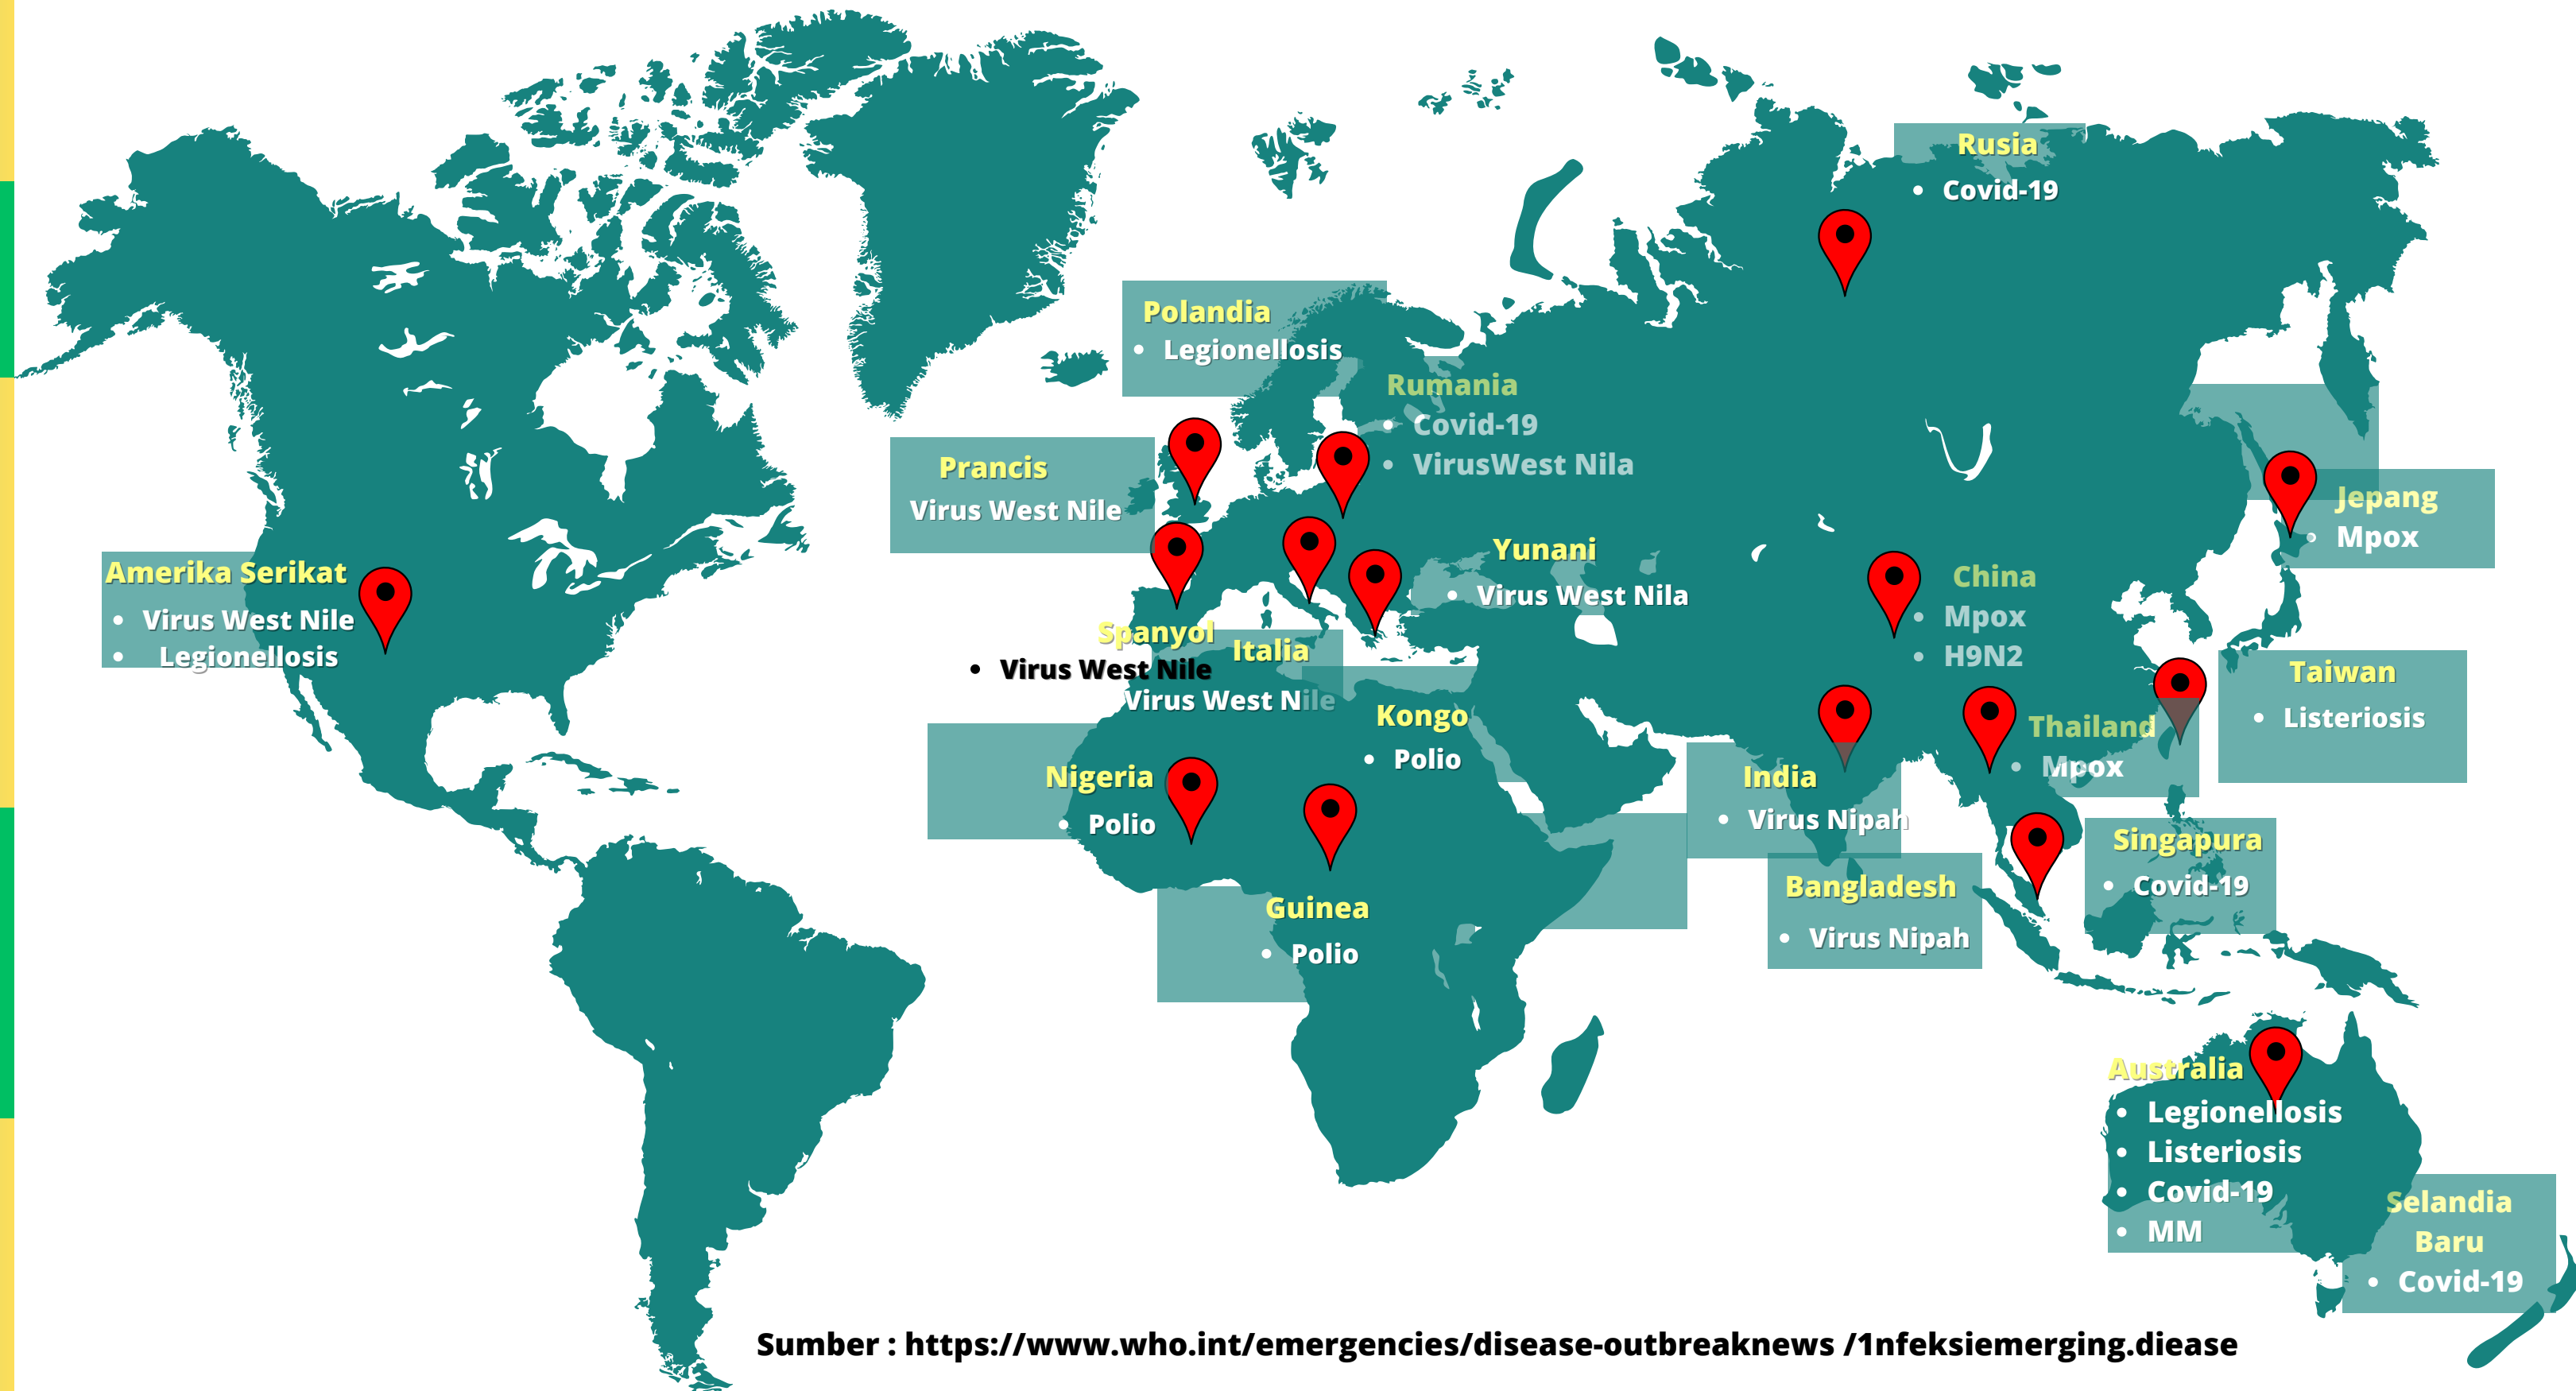 Rusia
• Covid-19
Polandia
• Legionellosis
Rumania
• Covid-19
• VirusWest Nila
Prancis
Virus West Nile
Jepang
• Mpox
Amerika Serikat
• Virus West Nile
• Legionellosis
Yunani
• Virus West Nila
China
• Mpox
• H9N2
Spanyol
• Virus West Nile
Italia
Virus West Nile
Taiwan
• Listeriosis
Kongo
• Polio
Thailand
• Mpox
Nigeria
• Polio
India
• Virus Nipah
Singapura
• Covid-19
Bangladesh
• Virus Nipah
Guinea
• Polio
Australia
• Legionellosis
• Listeriosis
• Covid-19
• MM
Selandia
Baru
• Covid-19
Sumber : https://www.who.int/emergencies/disease-outbreaknews /1nfeksiemerging.diease